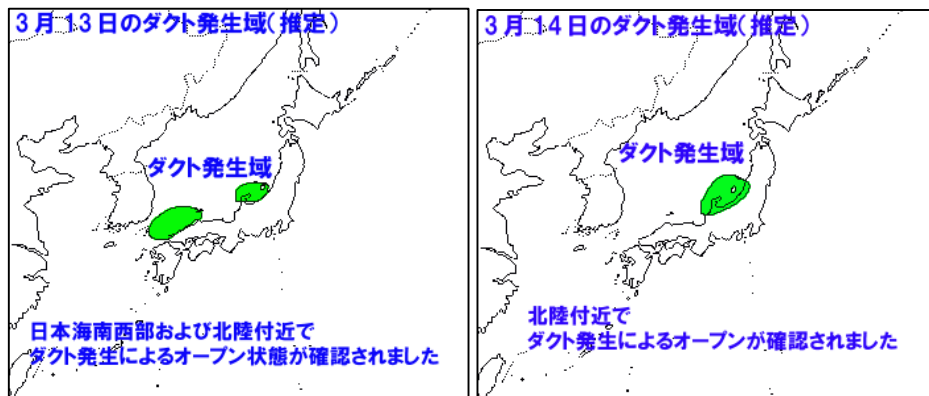 3月13日のダクト発生域(推定)
ダクト発生域
日本海南西部および北陸付近で
ダクト発生によるオープン状態が確認されました
3月14日のダクト発生域(推定)
ダクト発生域
北陸付近で
ダクト発生によるオープンが確認されました